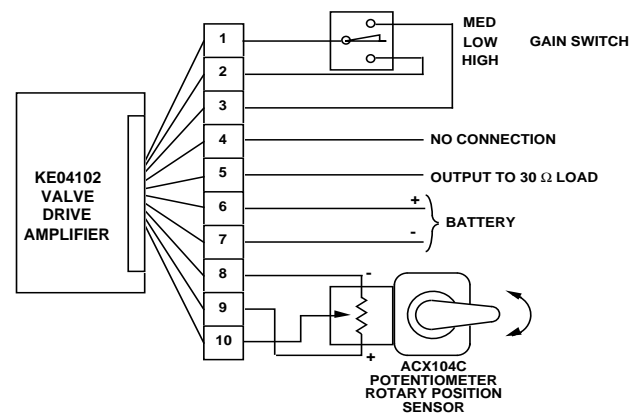 KE04102
VALVE
DRIVE
AMPLIFIER
1
2
3
4
5
6
7
8
9
10
MED
LOW
HIGH
GAIN SWITCH
NO CONNECTION
OUTPUT TO 30 Ω LOAD
+
-
BATTERY
-
+
ACX104C
POTENTIOMETER
ROTARY POSITION
SENSOR